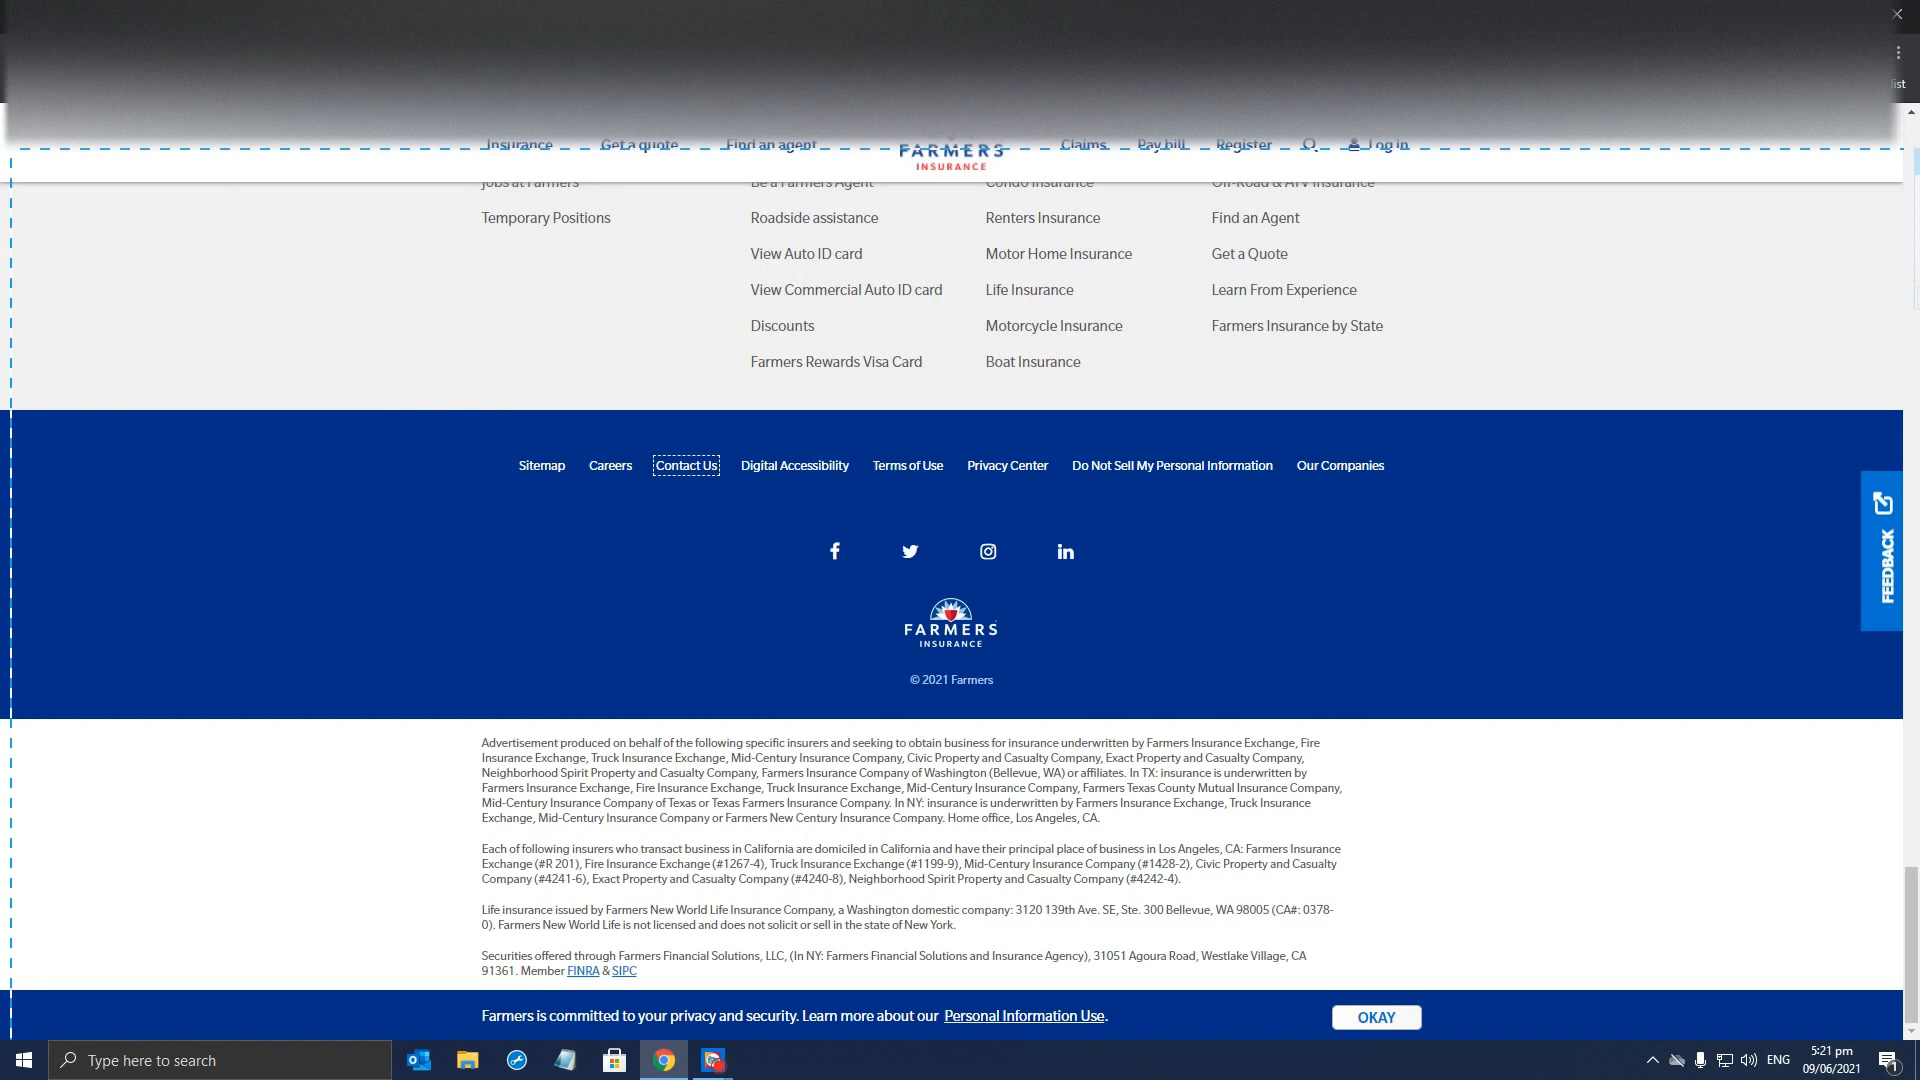 list
Insurance
Get a quote
Find an agent
FARMERS
INSURANCE
Claims
Pay bill
Register
Log in
Jobs at Farmers
Be a Farmers Agent
Condo Insurance
Off-Road & ATV Insurance
Temporary Positions
Roadside assistance
Renters Insurance
Find an Agent
View Auto ID card
Motor Home Insurance
Get a Quote
View Commercial Auto ID card
Life Insurance
Learn From Experience
Discounts
Motorcycle Insurance
Farmers Insurance by State
Farmers Rewards Visa Card
Boat Insurance
Sitemap
Careers
Contact Us
Digital Accessibility
Terms of Use
Privacy Center
Do Not Sell My Personal Information
Our Companies
FEEDBACK
FARMERS
INSURANCE
© 2021 Farmers
Advertisement produced on behalf of the following specific insurers and seeking to obtain business for insurance underwritten by Farmers Insurance Exchange, Fire
Insurance Exchange, Truck Insurance Exchange, Mid-Century Insurance Company, Civic Property and Casualty Company, Exact Property and Casualty Company,
Neighborhood Spirit Property and Casualty Company, Farmers Insurance Company of Washington (Bellevue, WA) or affiliates. In TX: insurance is underwritten by
Farmers Insurance Exchange, Fire Insurance Exchange, Truck Insurance Exchange, Mid-Century Insurance Company, Farmers Texas County Mutual Insurance Company,
Mid-Century Insurance Company of Texas or Texas Farmers Insurance Company. In NY: insurance is underwritten by Farmers Insurance Exchange, Truck Insurance
Exchange, Mid-Century Insurance Company or Farmers New Century Insurance Company. Home office, Los Angeles, CA.
Each of following insurers who transact business in California are domiciled in California and have their principal place of business in Los Angeles, CA: Farmers Insurance
Exchange (#R 201), Fire Insurance Exchange (#1267-4), Truck Insurance Exchange (#1199-9), Mid-Century Insurance Company (#1428-2), Civic Property and Casualty
Company (#4241-6), Exact Property and Casualty Company (#4240-8), Neighborhood Spirit Property and Casualty Company (#4242-4).
Life insurance issued by Farmers New World Life Insurance Company, a Washington domestic company: 3120 139th Ave. SE, Ste. 300 Bellevue, WA 98005 (CA#: 0378-
0). Farmers New World Life is not licensed and does not solicit or sell in the state of New York.
Securities offered through Farmers Financial Solutions, LLC, (In NY: Farmers Financial Solutions and Insurance Agency), 31051 Agoura Road, Westlake Village, CA
91361. Member FINRA & SIPC
Farmers is committed to your privacy and security. Learn more about our Personal Information Use.
OKAY
Type here to search
ENG
5:21 pm
09/06/2021
1